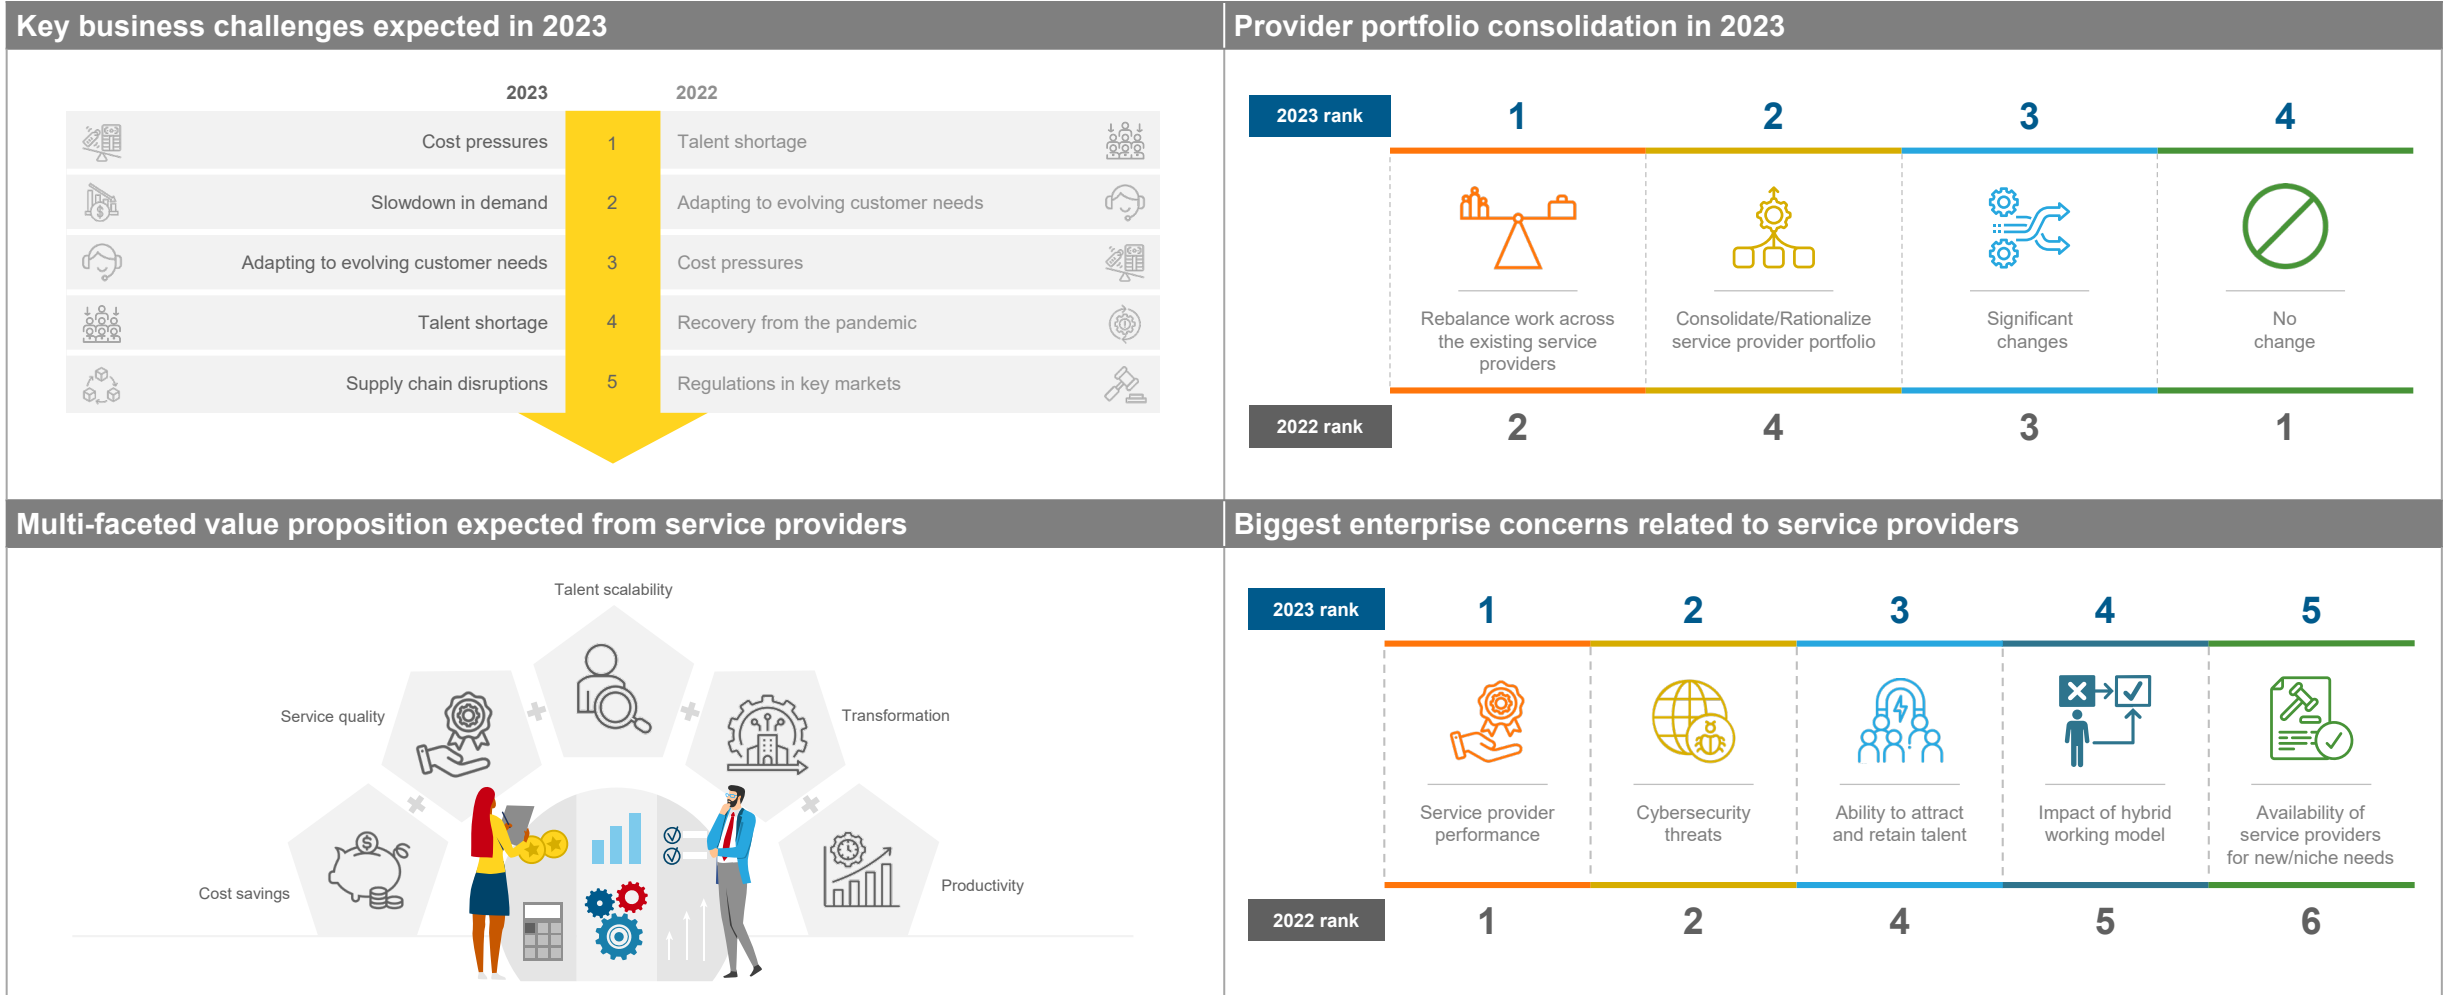 Key business challenges expected in 2023
2023
2022
Cost pressures
1
Talent shortage
Slowdown in demand
2
Adapting to evolving customer needs
Adapting to evolving customer needs
3
Cost pressures
Talent shortage
4
Recovery from the pandemic
Supply chain disruptions
5
Regulations in key markets
Provider portfolio consolidation in 2023
2023 rank
1
2
3
4
Rebalance work across
the existing service
providers
Consolidate/Rationalize
service provider portfolio
Significant
changes
No
change
2022 rank
2
4
3
1
Multi-faceted value proposition expected from service providers
Talent scalability
Service quality
Transformation
Cost savings
Productivity
Biggest enterprise concerns related to service providers
2023 rank
1
2
3
4
5
Service provider
performance
Cybersecurity
threats
Ability to attract
and retain talent
Impact of hybrid
working model
Availability of
service providers
for new/niche needs
2022 rank
1
2
4
5
6